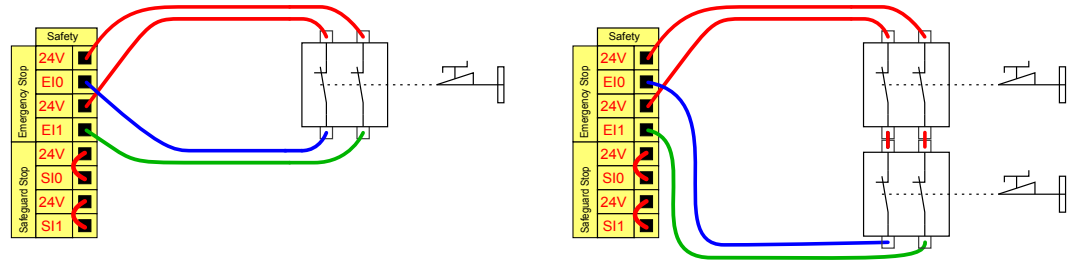 Safety
Emergency Stop
24V
EI0
24V
EI1
Safeguard Stop
24V
SI0
24V
SI1
Safety
Emergency Stop
24V
EI0
24V
EI1
Safeguard Stop
24V
SI0
24V
SI1